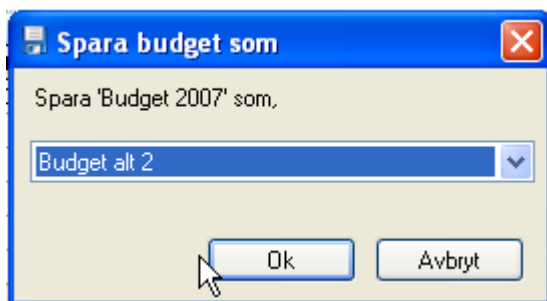 Spara budget som
Spara 'Budget 2007' som,
Budget alt 2
Ok
Avbryt